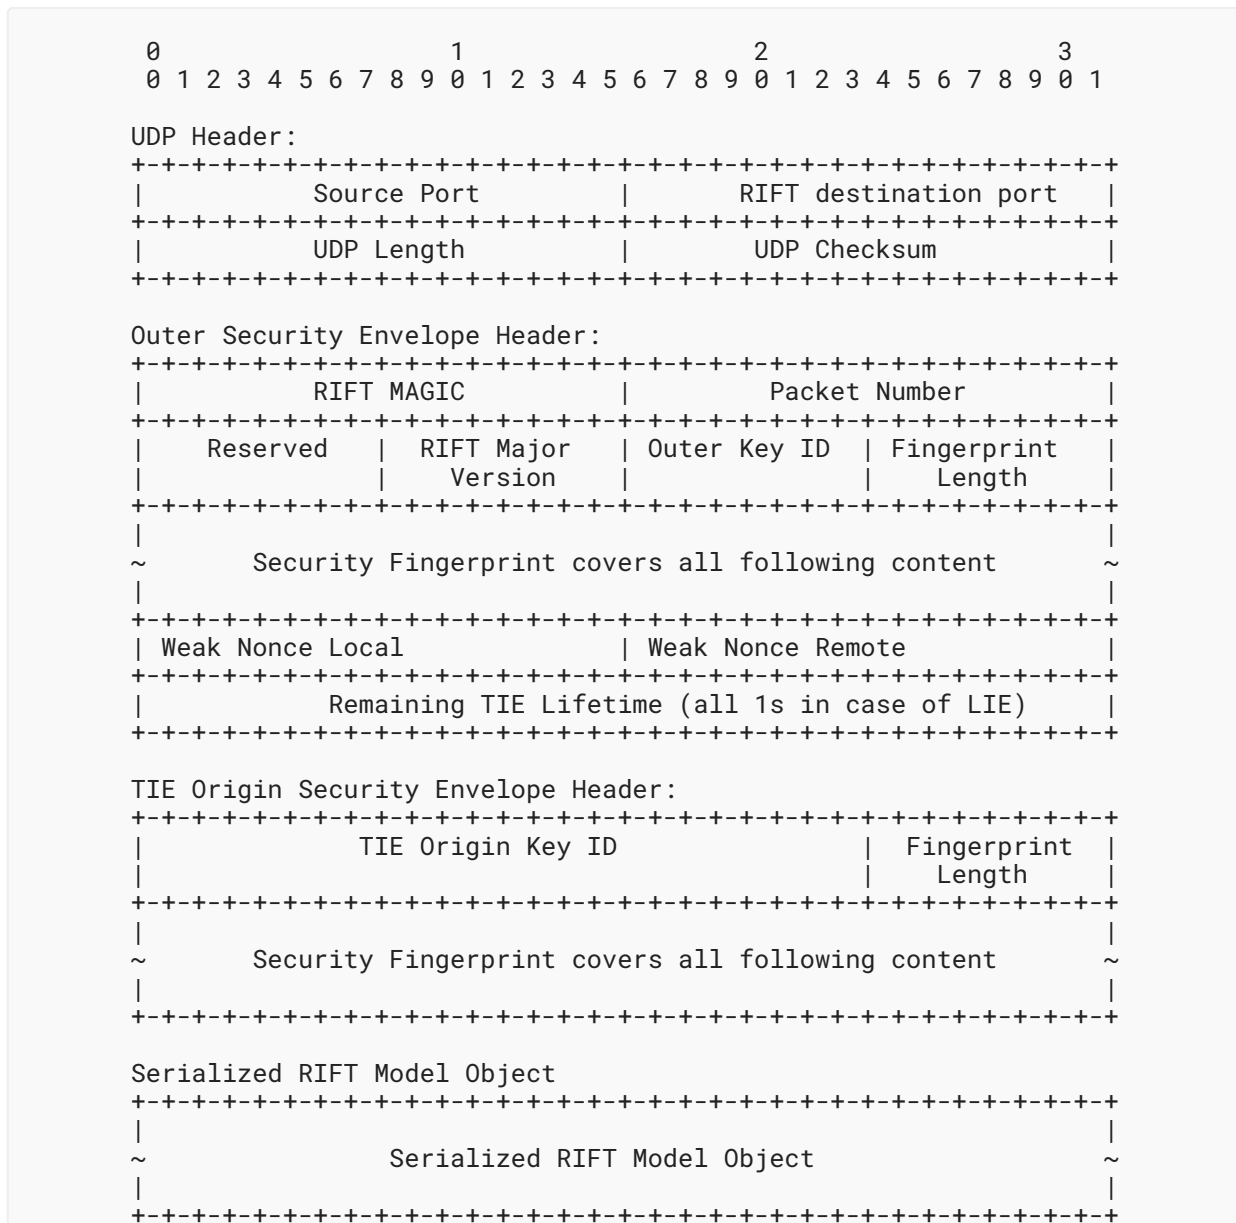 0                   1                   2                   3
 0 1 2 3 4 5 6 7 8 9 0 1 2 3 4 5 6 7 8 9 0 1 2 3 4 5 6 7 8 9 0 1

UDP Header:
+-+-+-+-+-+-+-+-+-+-+-+-+-+-+-+-+-+-+-+-+-+-+-+-+-+-+-+-+-+-+-+-+
|           Source Port         |       RIFT destination port   |
+-+-+-+-+-+-+-+-+-+-+-+-+-+-+-+-+-+-+-+-+-+-+-+-+-+-+-+-+-+-+-+-+
|           UDP Length          |        UDP Checksum           |
+-+-+-+-+-+-+-+-+-+-+-+-+-+-+-+-+-+-+-+-+-+-+-+-+-+-+-+-+-+-+-+-+

Outer Security Envelope Header:
+-+-+-+-+-+-+-+-+-+-+-+-+-+-+-+-+-+-+-+-+-+-+-+-+-+-+-+-+-+-+-+-+
|           RIFT MAGIC          |         Packet Number         |
+-+-+-+-+-+-+-+-+-+-+-+-+-+-+-+-+-+-+-+-+-+-+-+-+-+-+-+-+-+-+-+-+
|    Reserved   |  RIFT Major   | Outer Key ID  | Fingerprint   |
|               |    Version    |               |    Length     |
+-+-+-+-+-+-+-+-+-+-+-+-+-+-+-+-+-+-+-+-+-+-+-+-+-+-+-+-+-+-+-+-+
|                                                               |
~       Security Fingerprint covers all following content       ~
|                                                               |
+-+-+-+-+-+-+-+-+-+-+-+-+-+-+-+-+-+-+-+-+-+-+-+-+-+-+-+-+-+-+-+-+
| Weak Nonce Local              | Weak Nonce Remote             |
+-+-+-+-+-+-+-+-+-+-+-+-+-+-+-+-+-+-+-+-+-+-+-+-+-+-+-+-+-+-+-+-+
|            Remaining TIE Lifetime (all 1s in case of LIE)     |
+-+-+-+-+-+-+-+-+-+-+-+-+-+-+-+-+-+-+-+-+-+-+-+-+-+-+-+-+-+-+-+-+

TIE Origin Security Envelope Header:
+-+-+-+-+-+-+-+-+-+-+-+-+-+-+-+-+-+-+-+-+-+-+-+-+-+-+-+-+-+-+-+-+
|              TIE Origin Key ID                |  Fingerprint  |
|                                               |    Length     |
+-+-+-+-+-+-+-+-+-+-+-+-+-+-+-+-+-+-+-+-+-+-+-+-+-+-+-+-+-+-+-+-+
|                                                               |
~       Security Fingerprint covers all following content       ~
|                                                               |
+-+-+-+-+-+-+-+-+-+-+-+-+-+-+-+-+-+-+-+-+-+-+-+-+-+-+-+-+-+-+-+-+

Serialized RIFT Model Object
+-+-+-+-+-+-+-+-+-+-+-+-+-+-+-+-+-+-+-+-+-+-+-+-+-+-+-+-+-+-+-+-+
|                                                               |
~                Serialized RIFT Model Object                   ~
|                                                               |
+-+-+-+-+-+-+-+-+-+-+-+-+-+-+-+-+-+-+-+-+-+-+-+-+-+-+-+-+-+-+-+-+